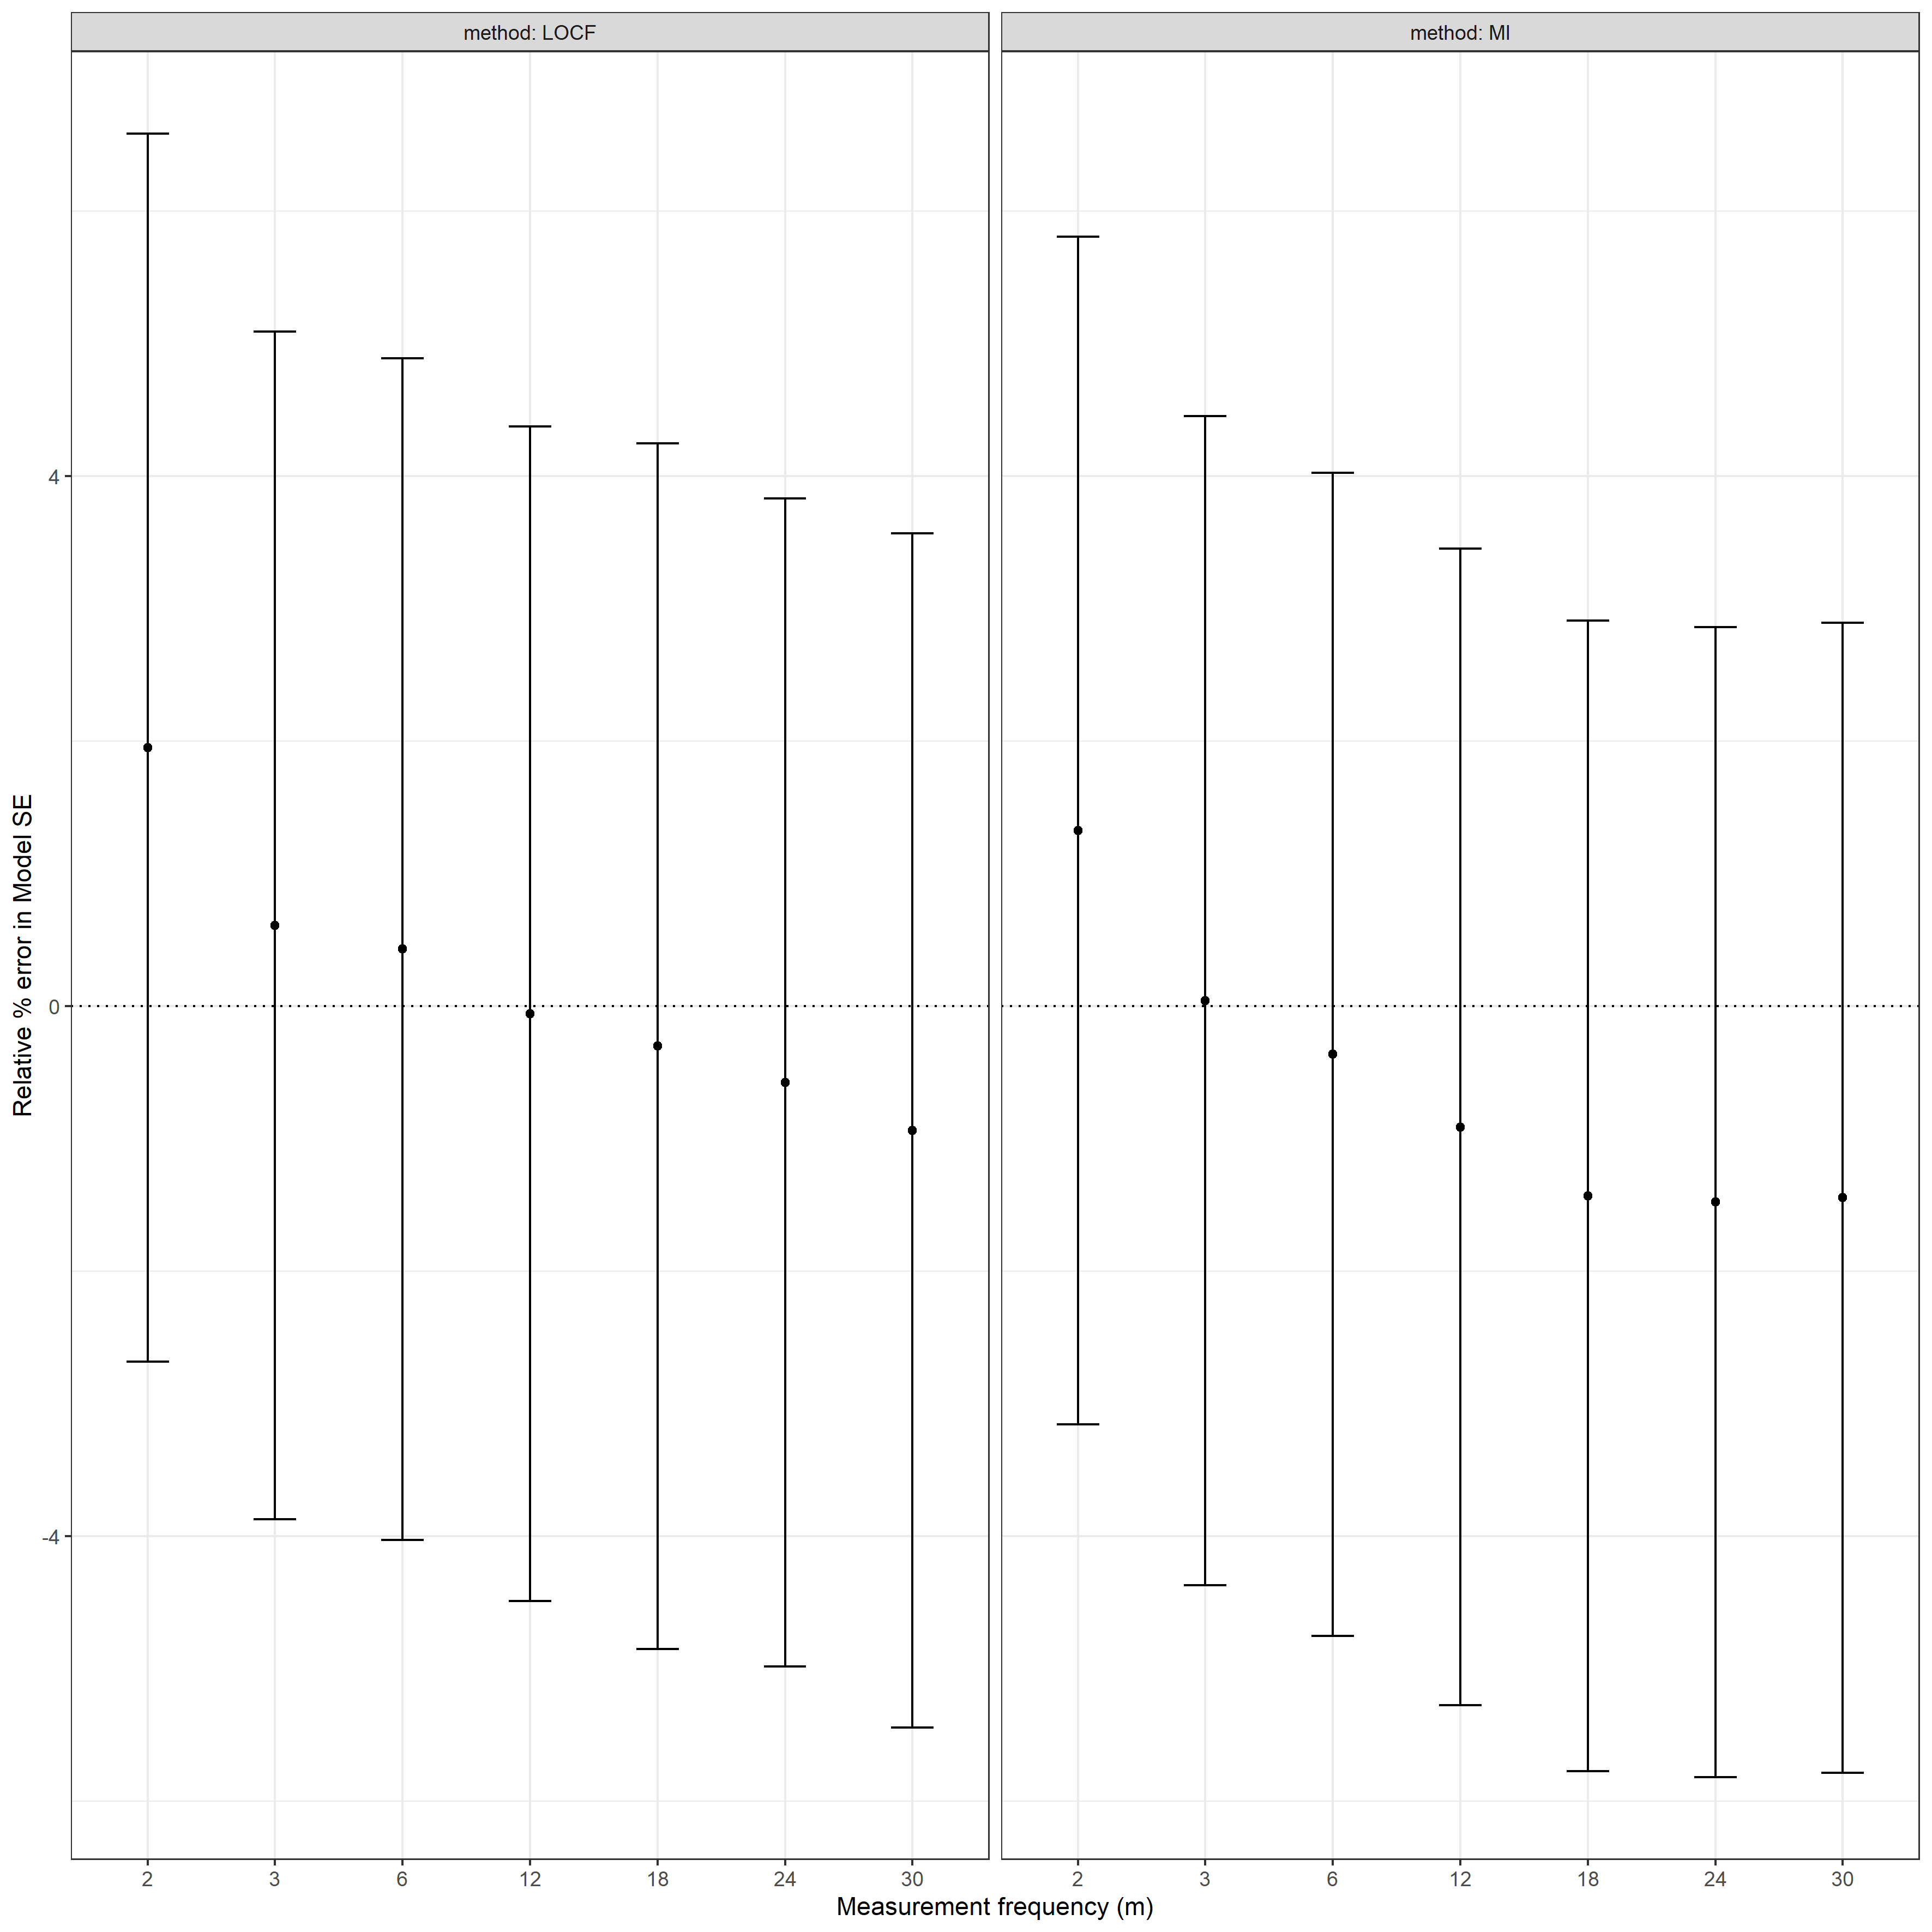 method: LOCF
method: MI
Relative % error in Model SE
4
0
-4
2 3 6 12 18 24 30
2 3 6 12 18 24 30
Measurement frequency (m)